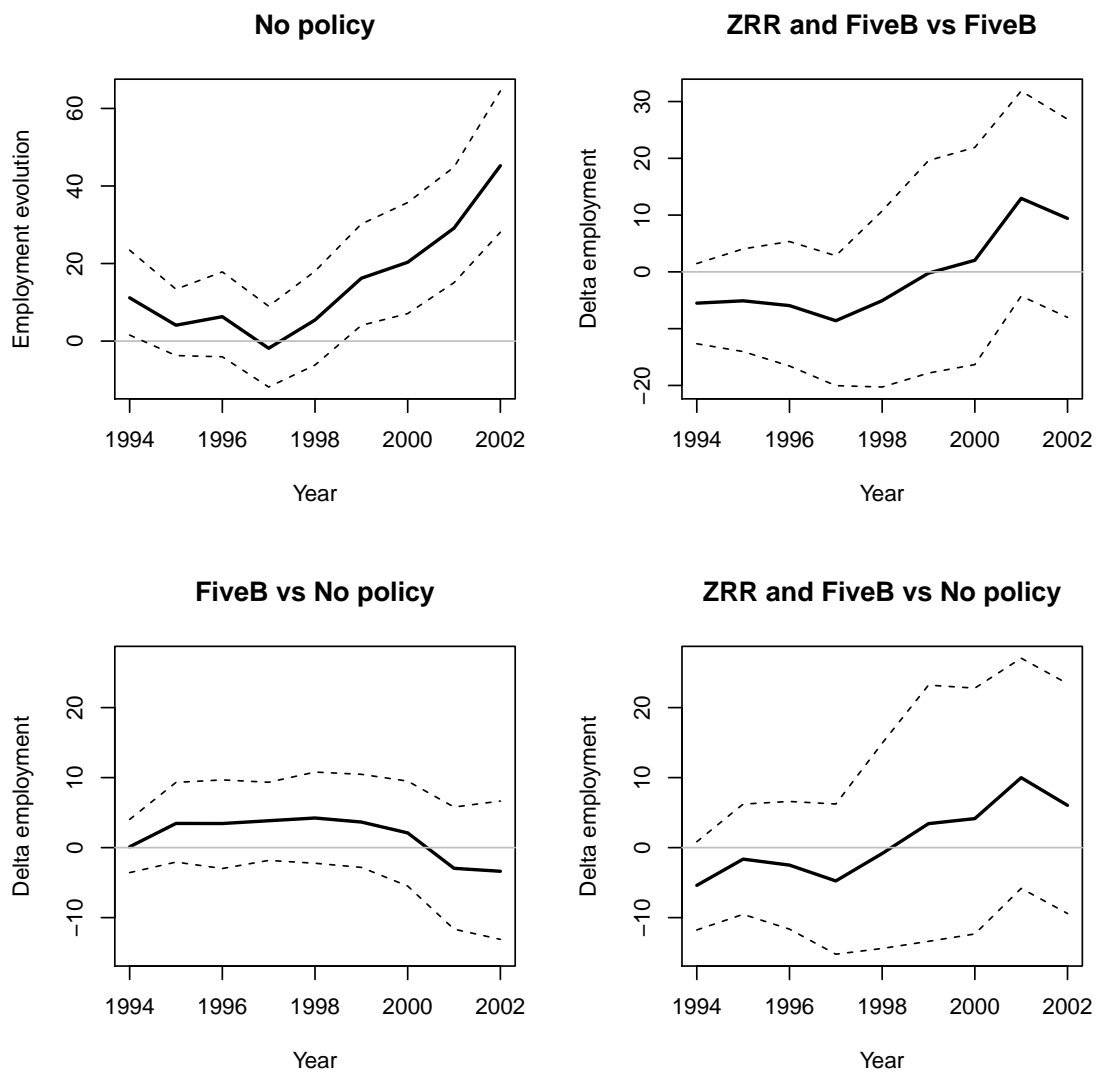 No policy
Employment evolution
60
40
20
0
1994 1996 1998 2000 2002
Year
ZRR and FiveB vs FiveB
Delta employment
30
20
10
0
−20
1994 1996 1998 2000 2002
Year
FiveB vs No policy
Delta employment
20
10
0
−10
1994 1996 1998 2000 2002
Year
ZRR and FiveB vs No policy
Delta employment
20
10
0
−10
1994 1996 1998 2000 2002
Year